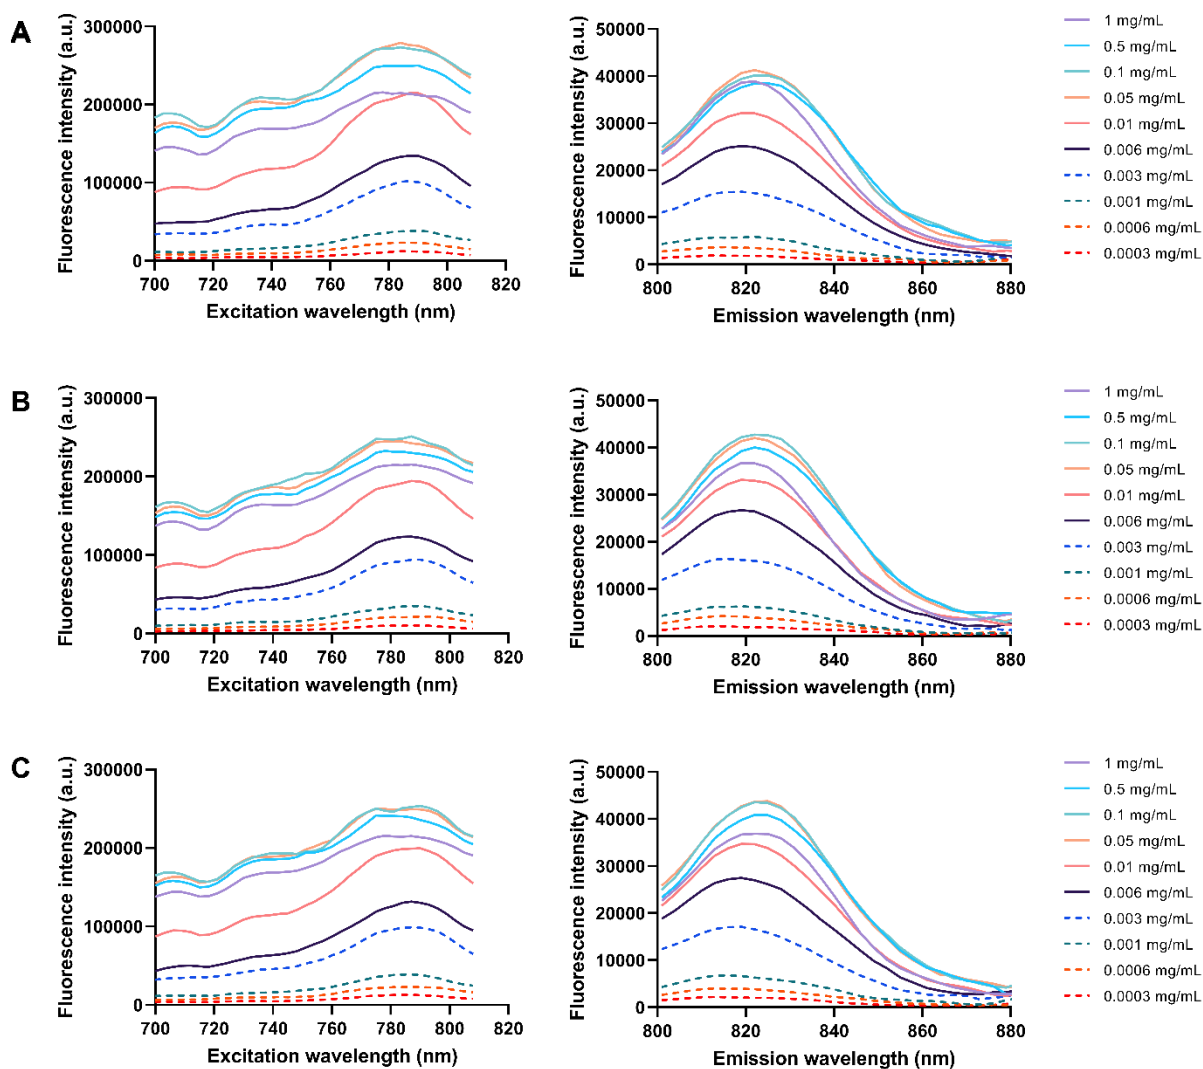 A
Fluorescence intensity (a.u.)
300000
200000
100000
0
700 720 740 760 780 800 820
Excitation wavelength (nm)
Fluorescence intensity (a.u.)
50000
40000
30000
20000
10000
0
800 820 840 860 880
Emission wavelength (nm)
1 mg/mL
0.5 mg/mL
0.1 mg/mL
0.05 mg/mL
0.01 mg/mL
0.006 mg/mL
0.003 mg/mL
0.001 mg/mL
0.0006 mg/mL
0.0003 mg/mL
B
Fluorescence intensity (a.u.)
300000
200000
100000
0
700 720 740 760 780 800 820
Excitation wavelength (nm)
Fluorescence intensity (a.u.)
50000
40000
30000
20000
10000
0
800 820 840 860 880
Emission wavelength (nm)
1 mg/mL
0.5 mg/mL
0.1 mg/mL
0.05 mg/mL
0.01 mg/mL
0.006 mg/mL
0.003 mg/mL
0.001 mg/mL
0.0006 mg/mL
0.0003 mg/mL
C
Fluorescence intensity (a.u.)
300000
200000
100000
0
700 720 740 760 780 800 820
Excitation wavelength (nm)
Fluorescence intensity (a.u.)
50000
40000
30000
20000
10000
0
800 820 840 860 880
Emission wavelength (nm)
1 mg/mL
0.5 mg/mL
0.1 mg/mL
0.05 mg/mL
0.01 mg/mL
0.006 mg/mL
0.003 mg/mL
0.001 mg/mL
0.0006 mg/mL
0.0003 mg/mL